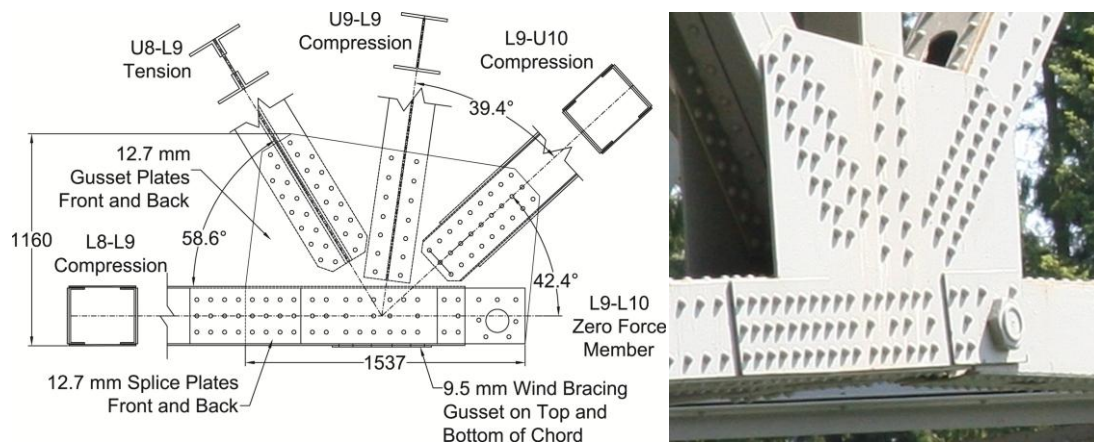 U8-L9
Tension
U9-L9
Compression
L9-U10
Compression
39.4°
12.7 mm
Gusset Plates
Front and Back
1160
58.6°
L8-L9
Compression
42.4°
L9-L10
Zero Force
Member
1537
12.7 mm Splice Plates
Front and Back
9.5 mm Wind Bracing
Gusset on Top and
Bottom of Chord